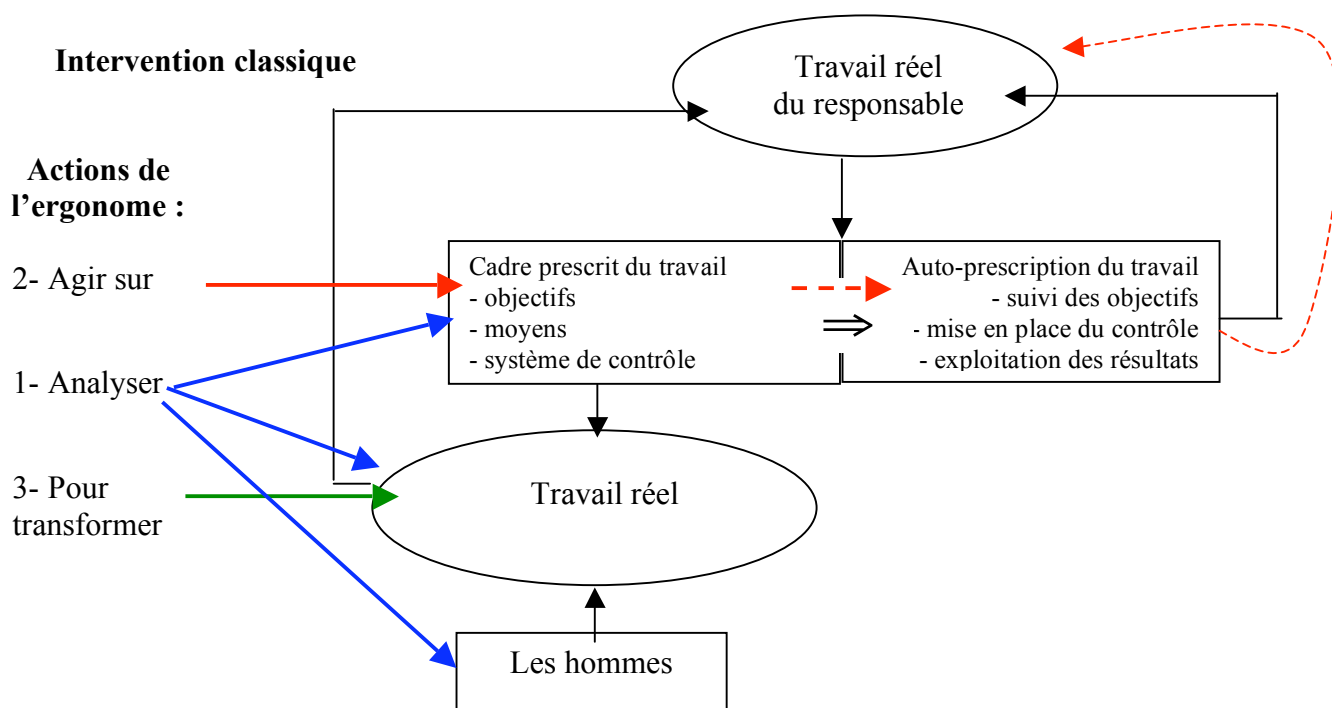 Intervention classique
Travail réel
du responsable
Actions de
l’ergonome :
2- Agir sur
Cadre prescrit du travail
- objectifs
- moyens
- système de contrôle
Auto-prescription du travail
- suivi des objectifs
- mise en place du contrôle
- exploitation des résultats
1- Analyser
3- Pour
transformer
Travail réel
Les hommes